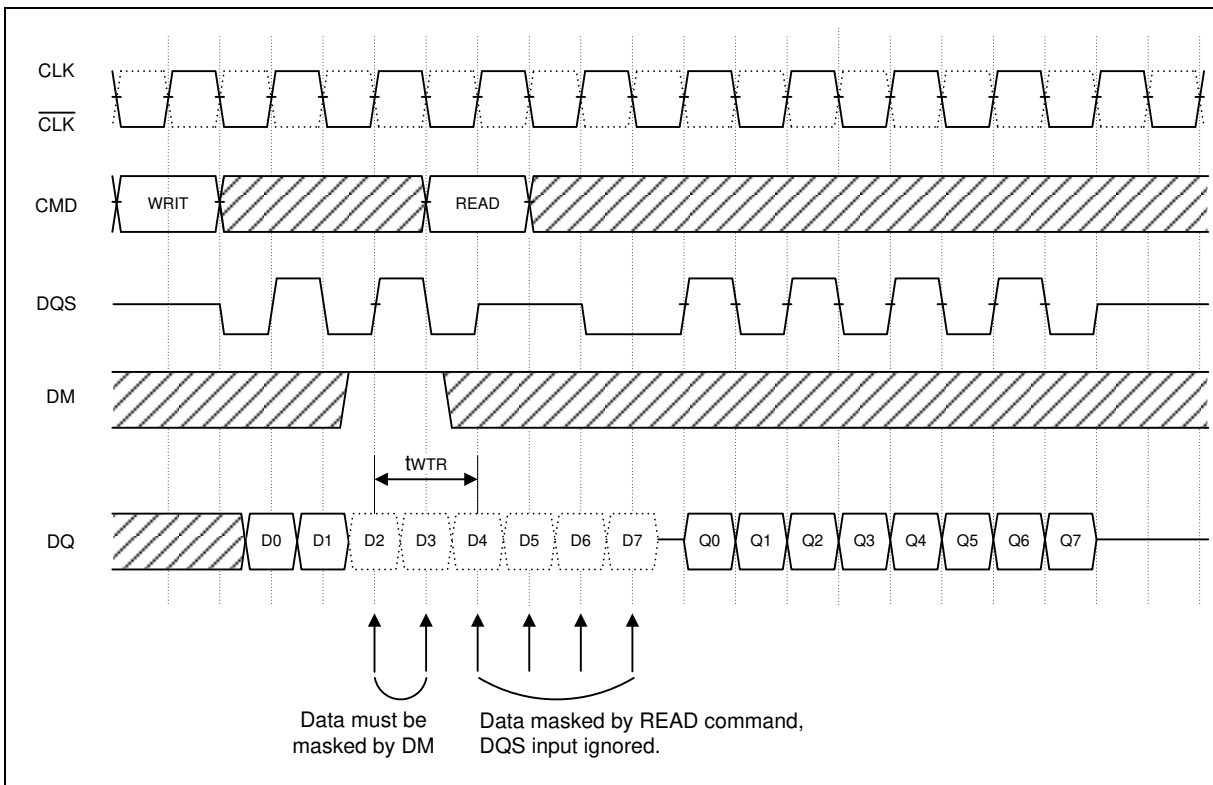 CLK
CLK
CMD WRIT READ
DQS
DM
tWTR
DQ D0 D1 D2 D3 D4 D5 D6 D7 Q0 Q1 Q2 Q3 Q4 Q5 Q6 Q7
Data must be
masked by DM
Data masked by READ command,
DQS input ignored.